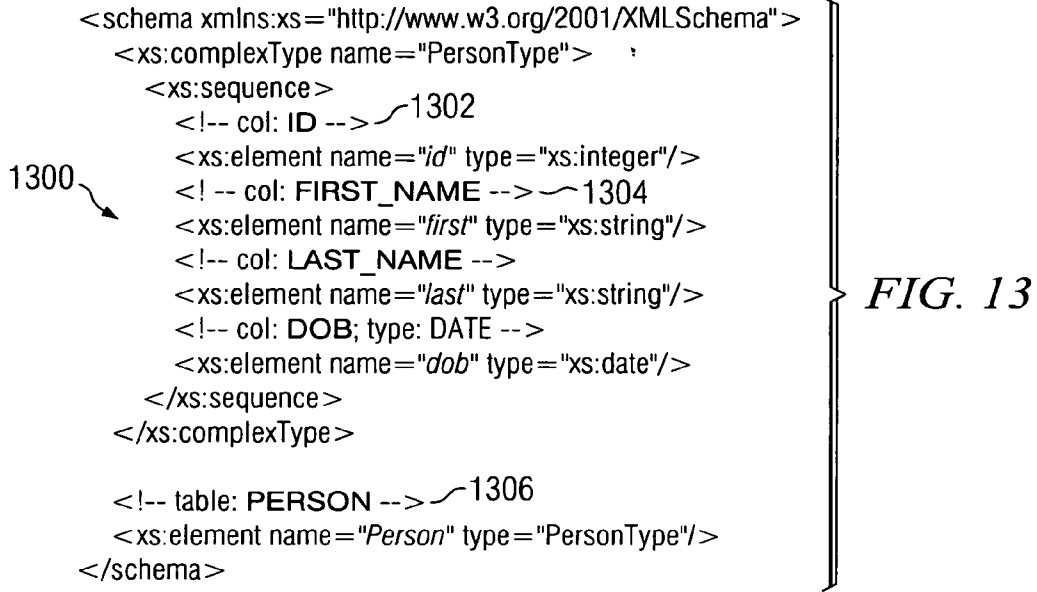 <schema xmlns:xs="http://www.w3.org/2001/XMLSchema">
<xs:complexType name="PersonType">
<xs:sequence>
<!-- col: ID --> 1302
<xs:element name="id" type="xs:integer"/>
1300
<! -- col: FIRST_NAME --> 1304
<xs:element name="first" type="xs:string"/>
<!-- col: LAST_NAME -->
<xs:element name="last" type="xs:string"/>
FIG. 13
<!-- col: DOB; type: DATE -->
<xs:element name="dob" type="xs:date"/>
</xs:sequence>
</xs:complexType>
<!-- table: PERSON --> 1306
<xs:element name="Person" type="PersonType"/>
</schema>